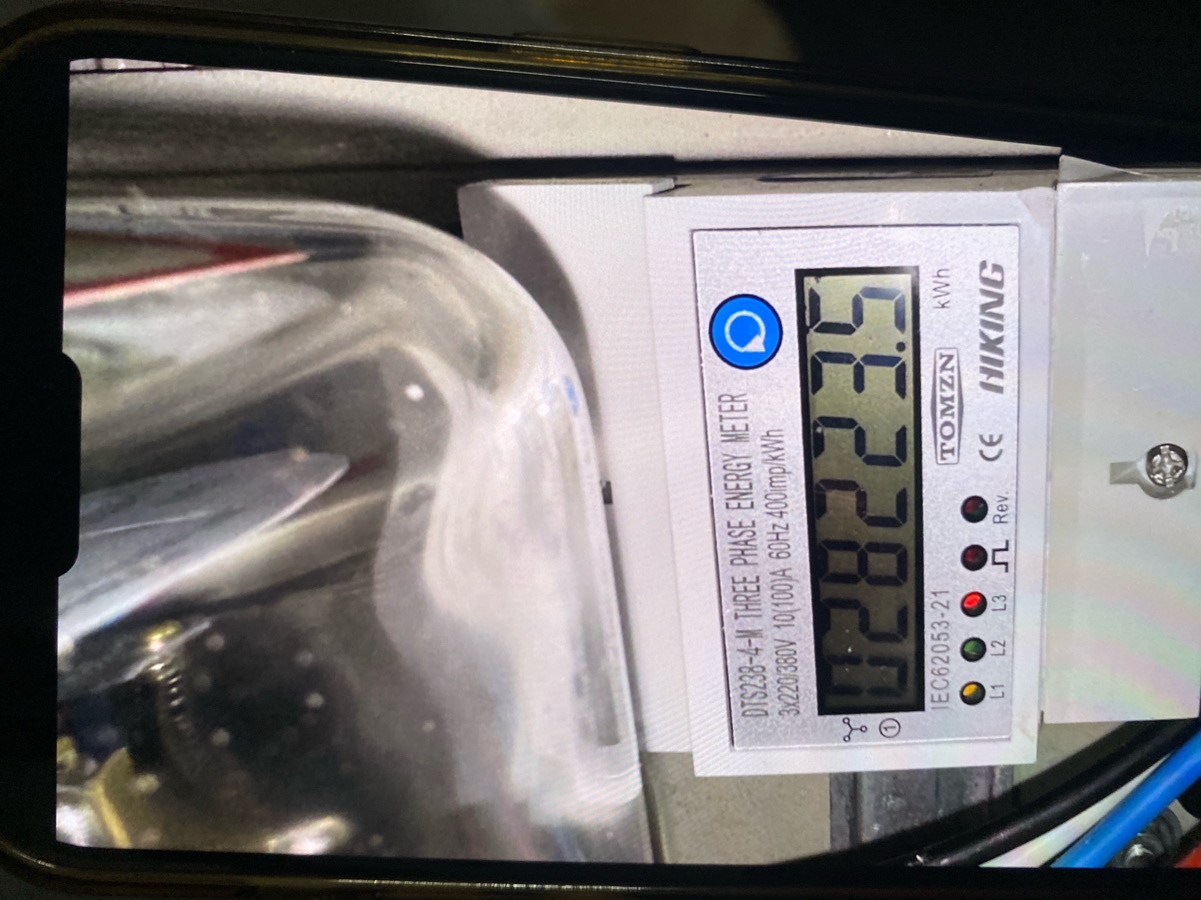 DTS238-4-M THREE PHASE ENERGY METER
3x220/380V 10(100)A 60Hz 400imp/kWh
028223.5
1
IEC62053-21
TOMZN
kWh
L1 L2 L3 Rev.
CE
HIKING